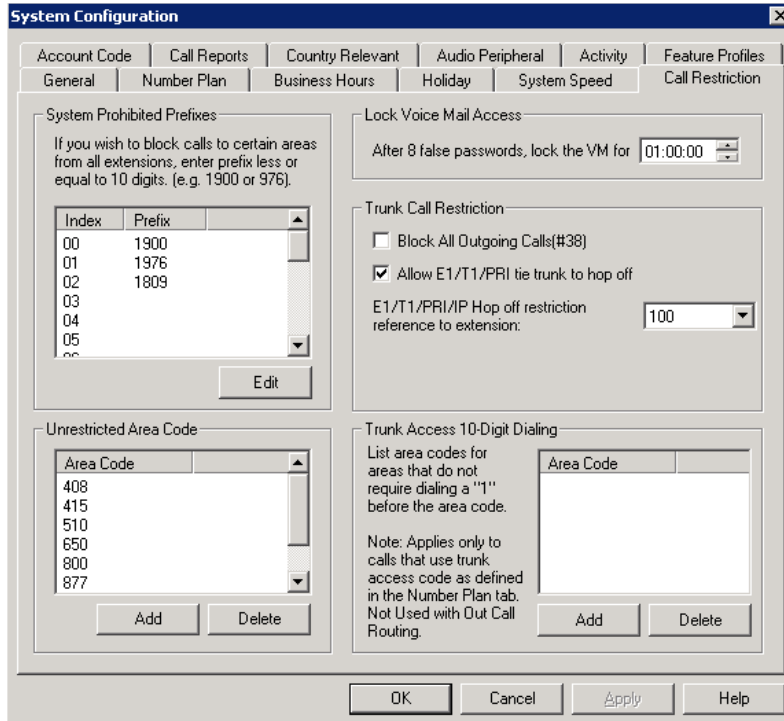 System Configuration
Account Code Call Reports Country Relevant Audio Peripheral Activity Feature Profiles
General Number Plan Business Hours Holiday System Speed Call Restriction
System Prohibited Prefixes
If you wish to block calls to certain areas
from all extensions, enter prefix less or
equal to 10 digits. (e.g. 1900 or 976).
Index Prefix
00 1900
01 1976
02 1809
03
04
05
Edit
Lock Voice Mail Access
After 8 false passwords, lock the VM for 01:00:00
Trunk Call Restriction
Block All Outgoing Calls(#38)
Allow E1/T1/PRI tie trunk to hop off
E1/T1/PRI/IP Hop off restriction
reference to extension:
100
Unrestricted Area Code
Area Code
408
415
510
650
800
877
Add Delete
Trunk Access 10-Digit Dialing
List area codes for
areas that do not
require dialing a "1"
before the area code.
Note: Applies only to
calls that use trunk
access code as defined
in the Number Plan tab.
Not Used with Out Call
Routing.
Area Code
Add Delete
OK Cancel Apply Help